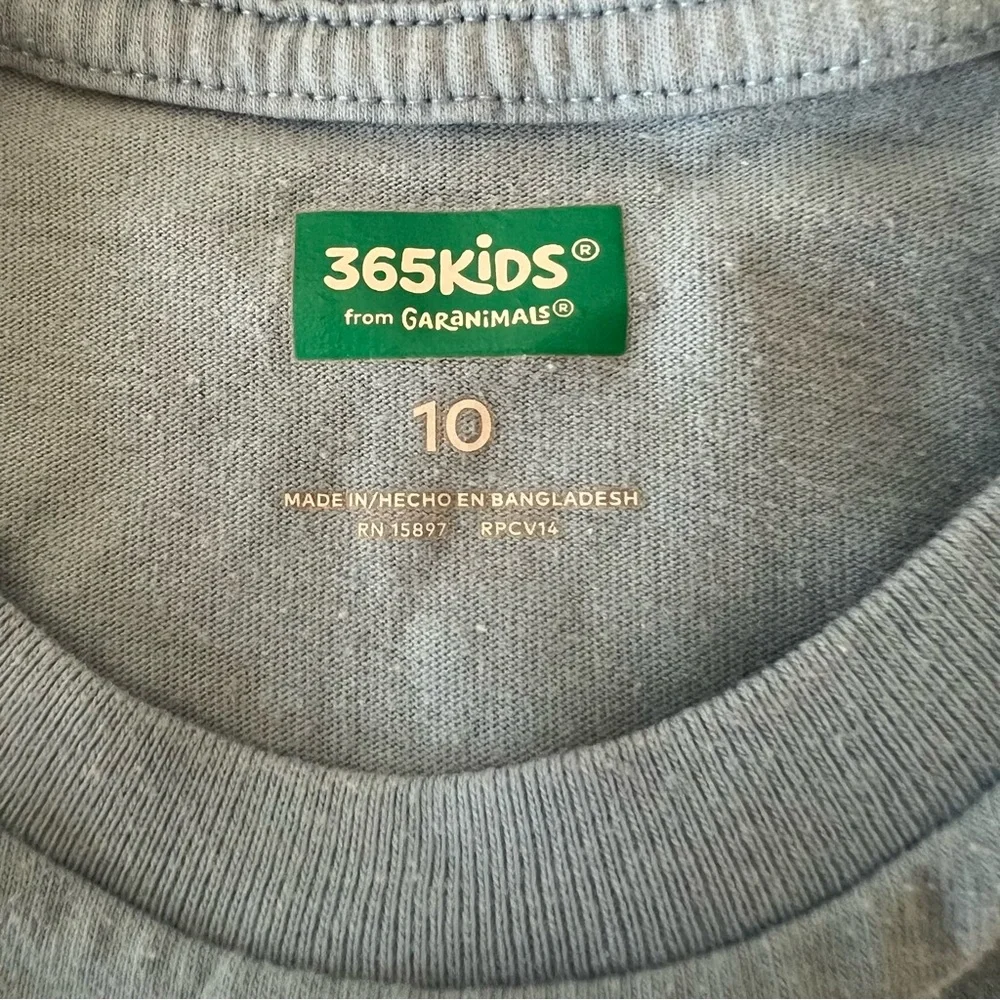 365KiDS®
from GARaNiMALS®
10
MADE IN/HECHO EN BANGLADESH
RN 15897 RPCV14